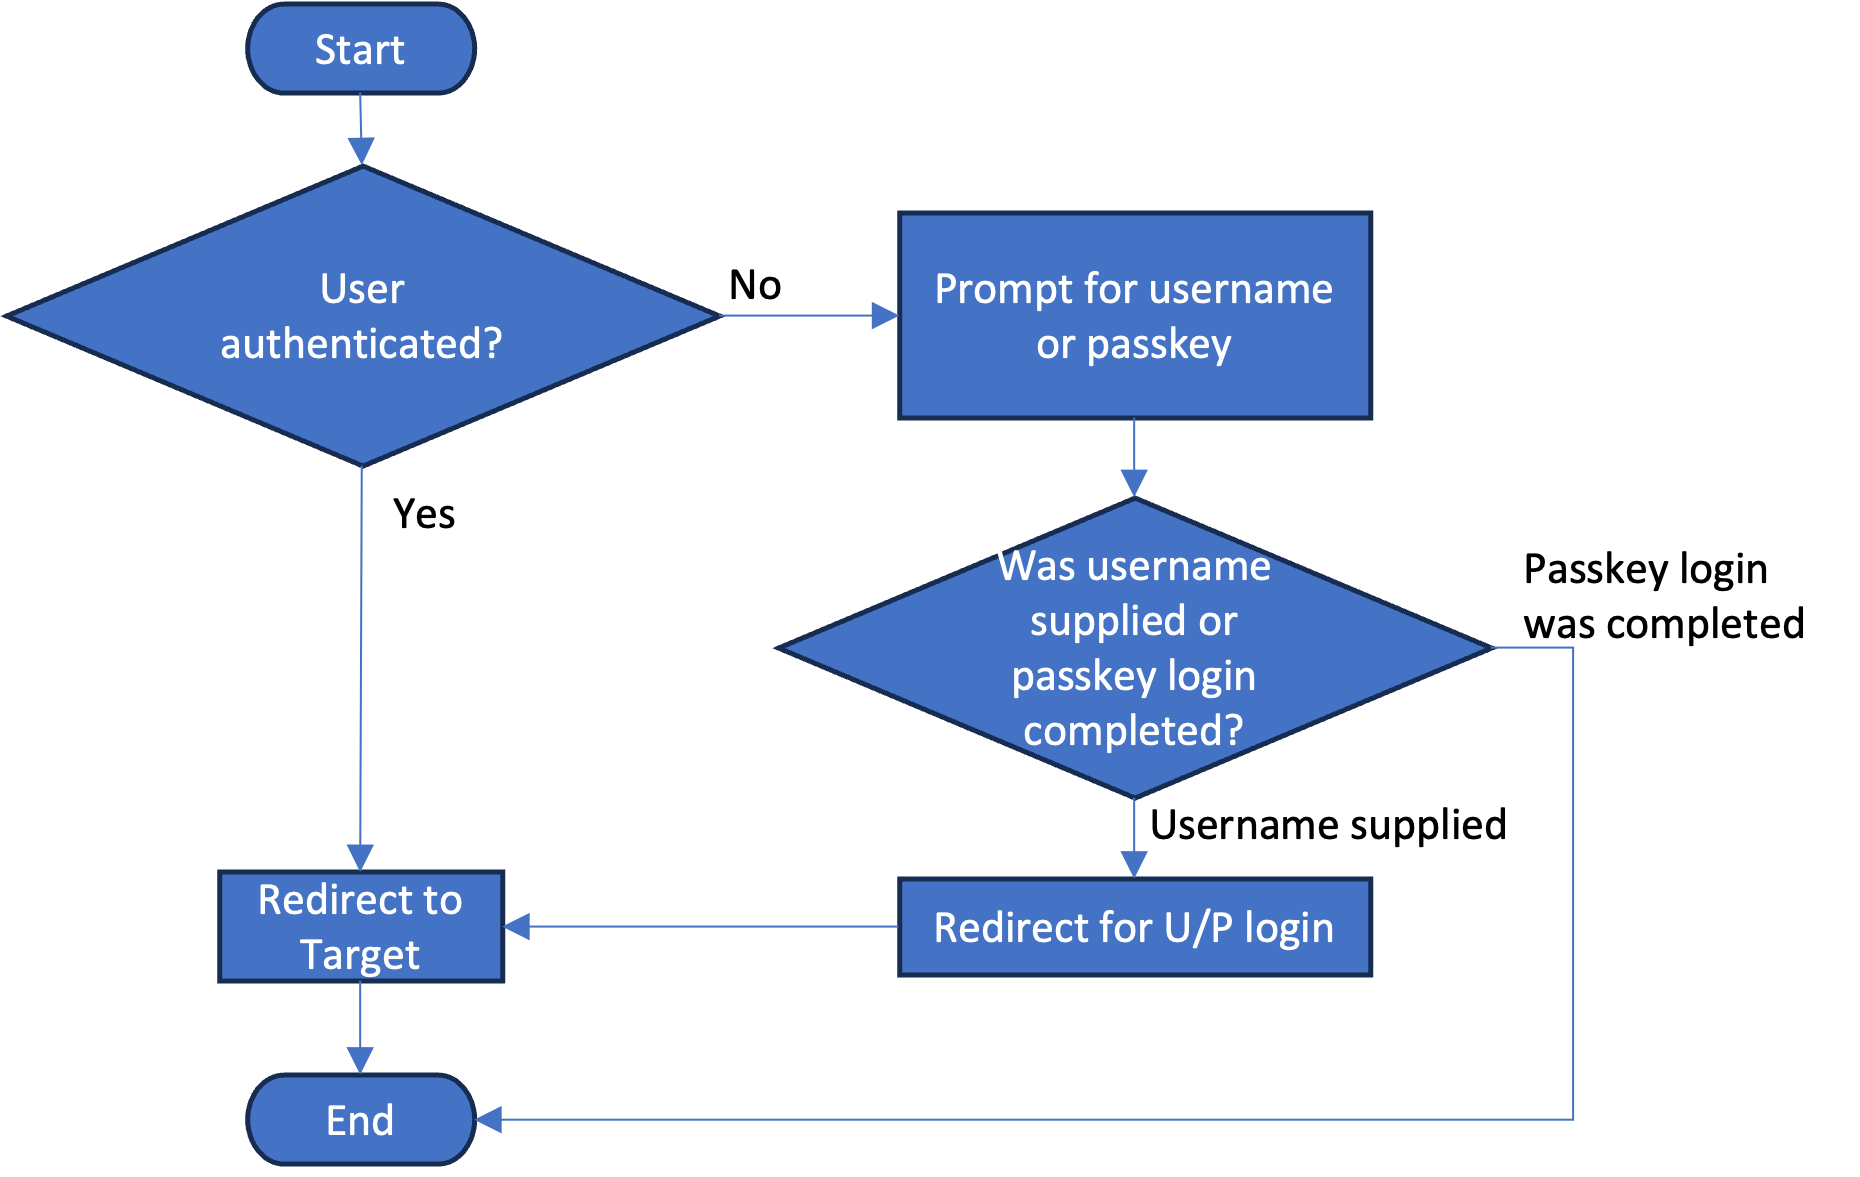 Start
User
authenticated?
No
Prompt for username
or passkey
Yes
Was username
supplied or
passkey login
completed?
Passkey login
was completed
Username supplied
Redirect to
Target
Redirect for U/P login
End